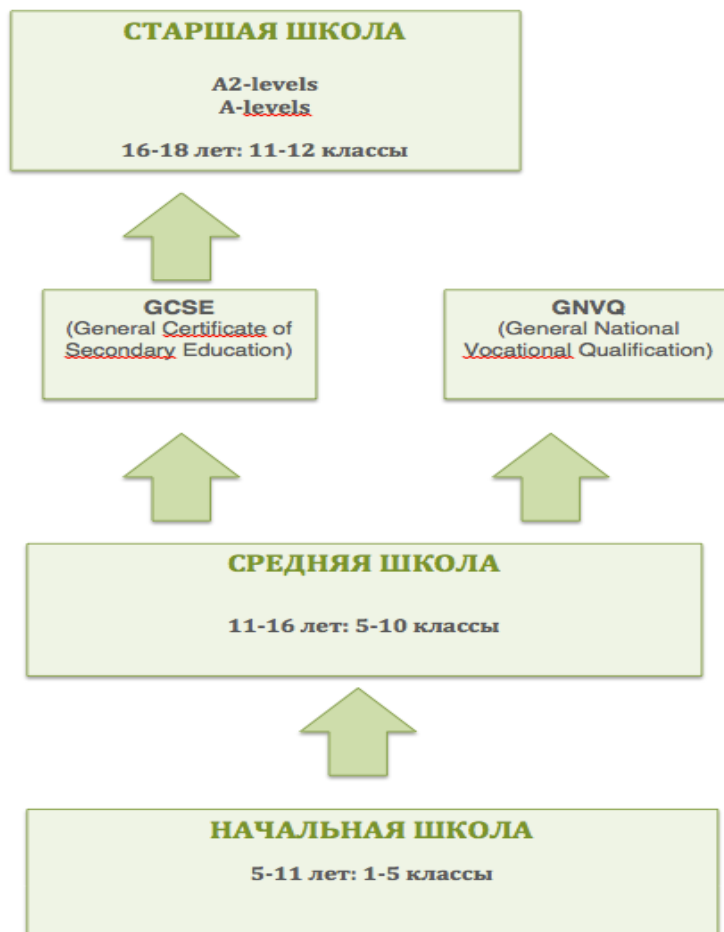 СТАРШАЯ ШКОЛА
A2-levels
A-levels
16-18 лет: 11-12 классы
GCSE
(General Certificate of
Secondary Education)
GNVQ
(General National
Vocational Qualification)
СРЕДНЯЯ ШКОЛА
11-16 лет: 5-10 классы
НАЧАЛЬНАЯ ШКОЛА
5-11 лет: 1-5 классы